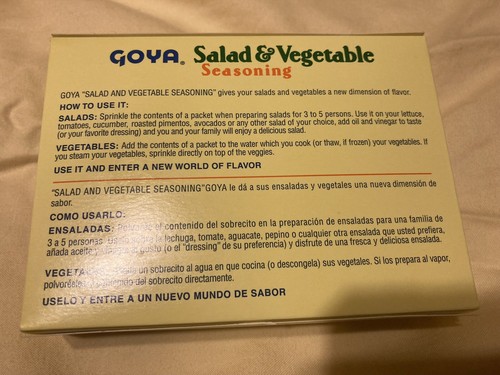 GOYA® Salad & Vegetable
Seasoning
GOYA "SALAD AND VEGETABLE SEASONING" gives your salads and vegetables a new dimension of flavor.
HOW TO USE IT:
SALADS: Sprinkle the contents of a packet when preparing salads for 3 to 5 persons. Use it on your lettuce,
tomatoes, cucumber, roasted pimentos, avocados or any other salad of your choice, add oil and vinegar to taste
(or your favorite dressing) and you and your family will enjoy a delicious salad.
VEGETABLES: Add the contents of a packet to the water which you cook (or thaw, if frozen) your vegetables. If
you steam your vegetables, sprinkle directly on top of the veggies.
USE IT AND ENTER A NEW WORLD OF FLAVOR
"SALAD AND VEGETABLE SEASONING"GOYA le dá a sus ensaladas y vegetales una nueva dimensión de
sabor.
COMO USARLO:
ENSALADAS: el contenido del sobrecito en la preparación de ensaladas para una familia de
3 a 5 personas. lechuga, tomate, aguacate, pepino o cualquier otra ensalada que usted prefiera,
añada aceite y gusto (o el "dressing" de su preferencia) y disfrute de una fresca y deliciosa ensalada.
un sobrecito al agua en que cocina (o descongela) sus vegetales. Si los prepara al vapor,
del sobrecito directamente.
USELO Y ENTRE A UN NUEVO MUNDO DE SABOR